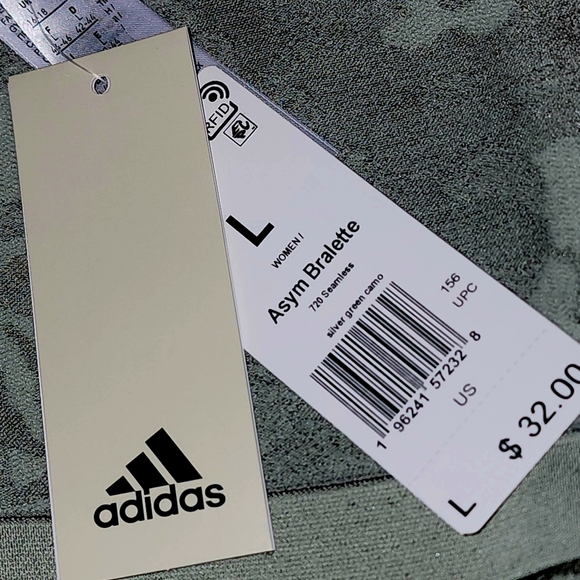 RFID
L
WOMEN /
Asym Bralette
720 Seamless
silver green camo
156
UPC
1 96241 57232 8
US
$ 32.00
L
adidas